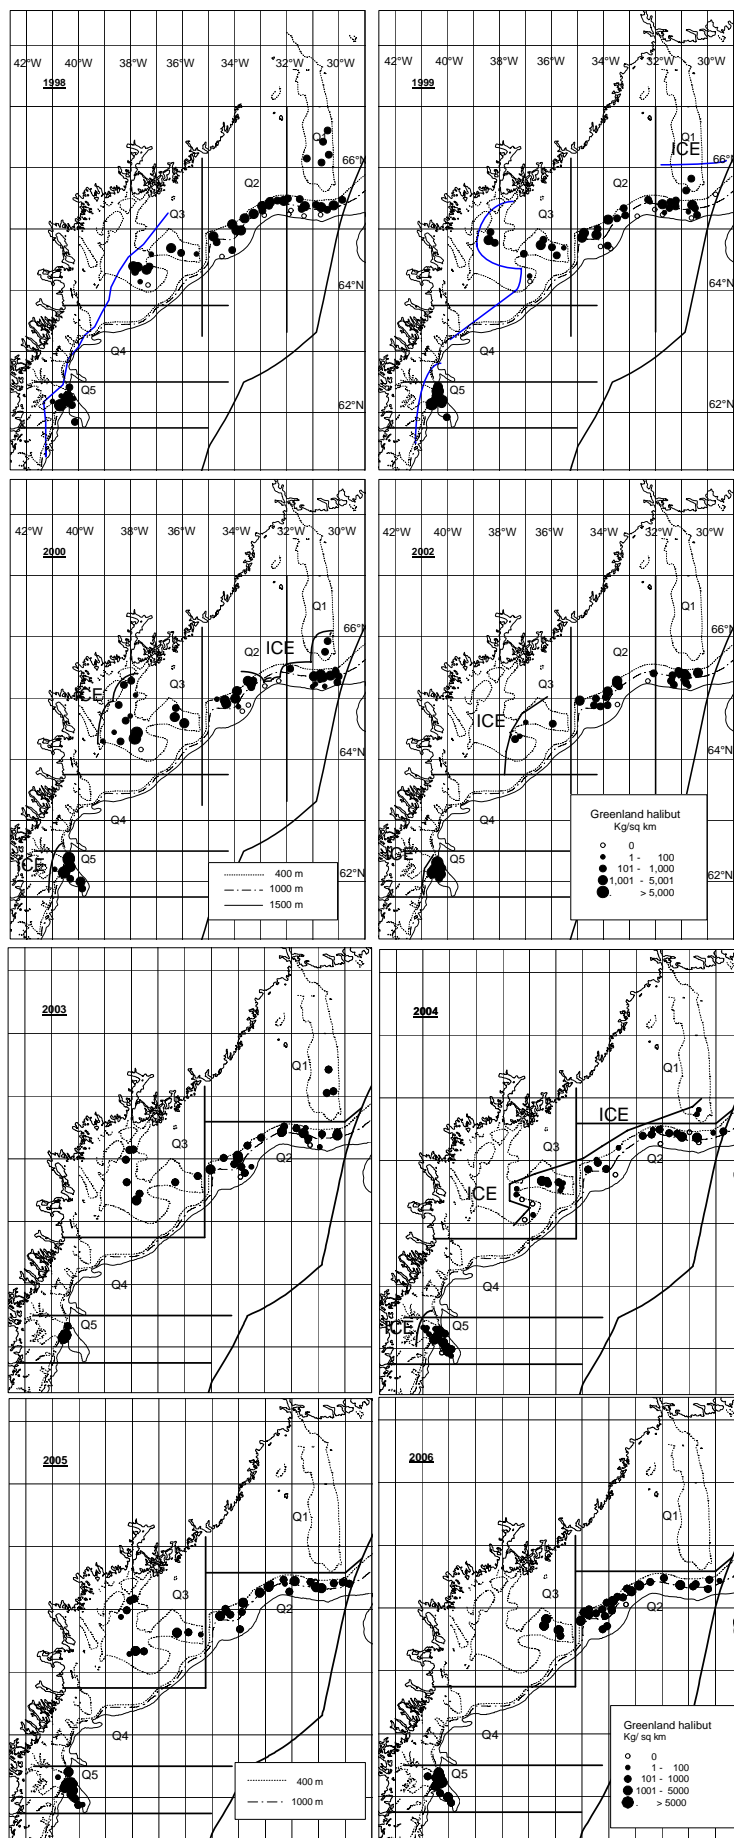 42°W 40°W 38°W 36°W 34°W 32°W 30°W
1998
Q1
66°N
Q2
Q3
64°N
Q4
Q5
62°N
42°W 40°W 38°W 36°W 34°W 32°W 30°W
1999
Q1
ICE
66°N
Q2
Q3
64°N
Q4
Q5
62°N
42°W 40°W 38°W 36°W 34°W 32°W 30°W
2000
Q1
66°N
Q2
ICE
Q3
ICE
64°N
Q4
ICE
Q5
62°N
400 m
1000 m
1500 m
42°W 40°W 38°W 36°W 34°W 32°W 30°W
2002
Q1
66°N
Q2
Q3
ICE
64°N
Q4
ICE
Q5
62°N
Greenland halibut
Kg/sq km
0
1 - 100
101 - 1,000
1,001 - 5,001
. > 5,000
2003
Q1
Q3
Q2
Q4
Q5
2004
Q1
ICE
Q3
Q2
ICE
Q4
ICE
Q5
2005
Q1
Q3
Q2
Q4
Q5
400 m
1000 m
2006
Q1
Q3
Q2
Q4
Q5
Greenland halibut
Kg/ sq km
0
1 - 100
101 - 1000
1001 - 5000
. > 5000